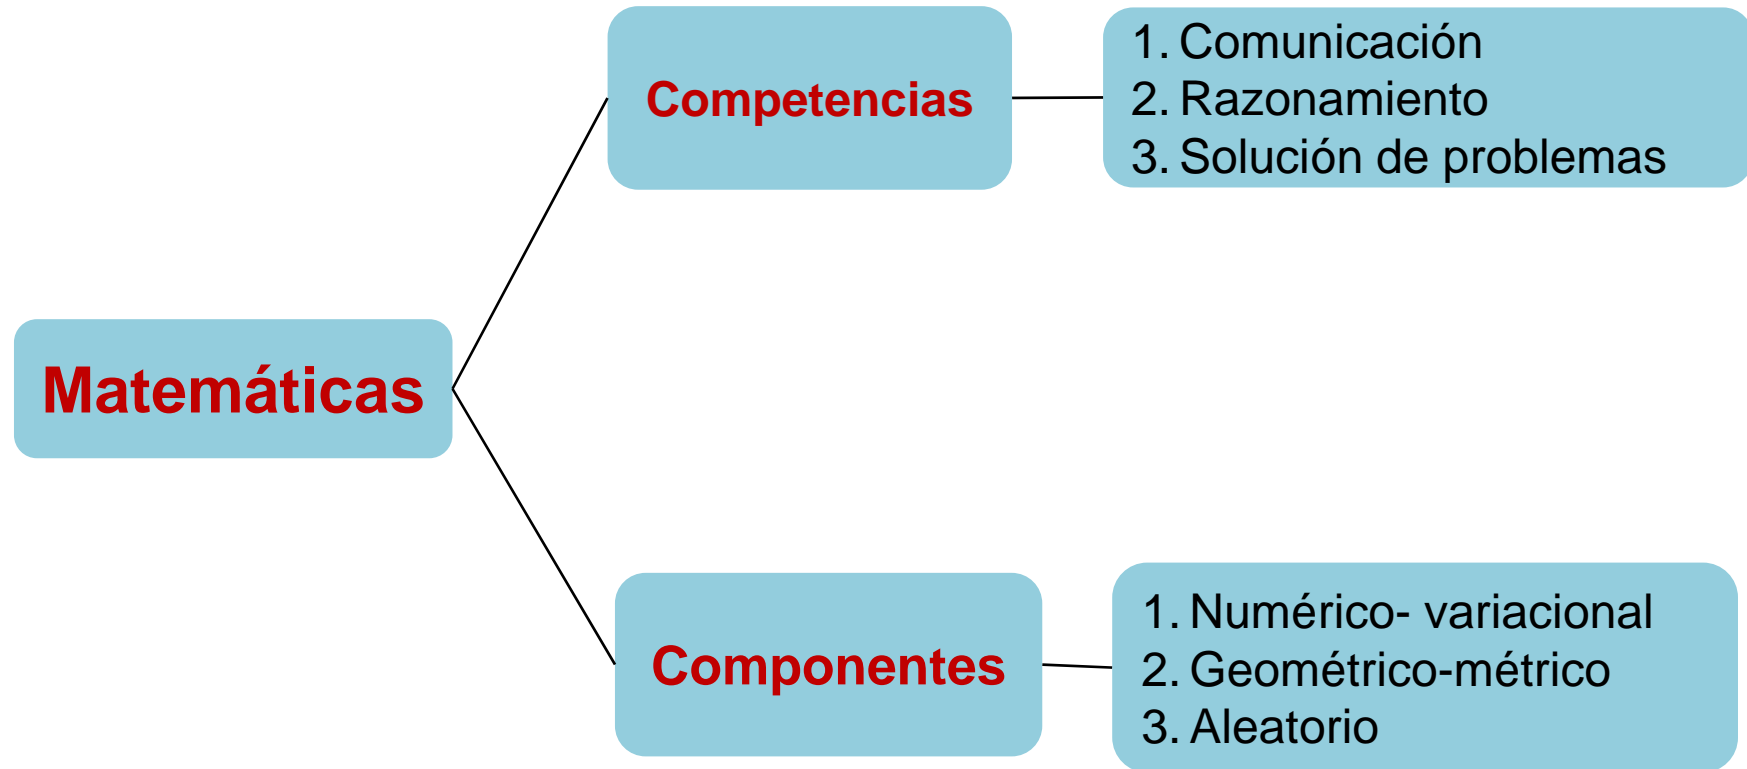 Matemáticas
Competencias
1. Comunicación
2. Razonamiento
3. Solución de problemas
Componentes
1. Numérico- variacional
2. Geométrico-métrico
3. Aleatorio